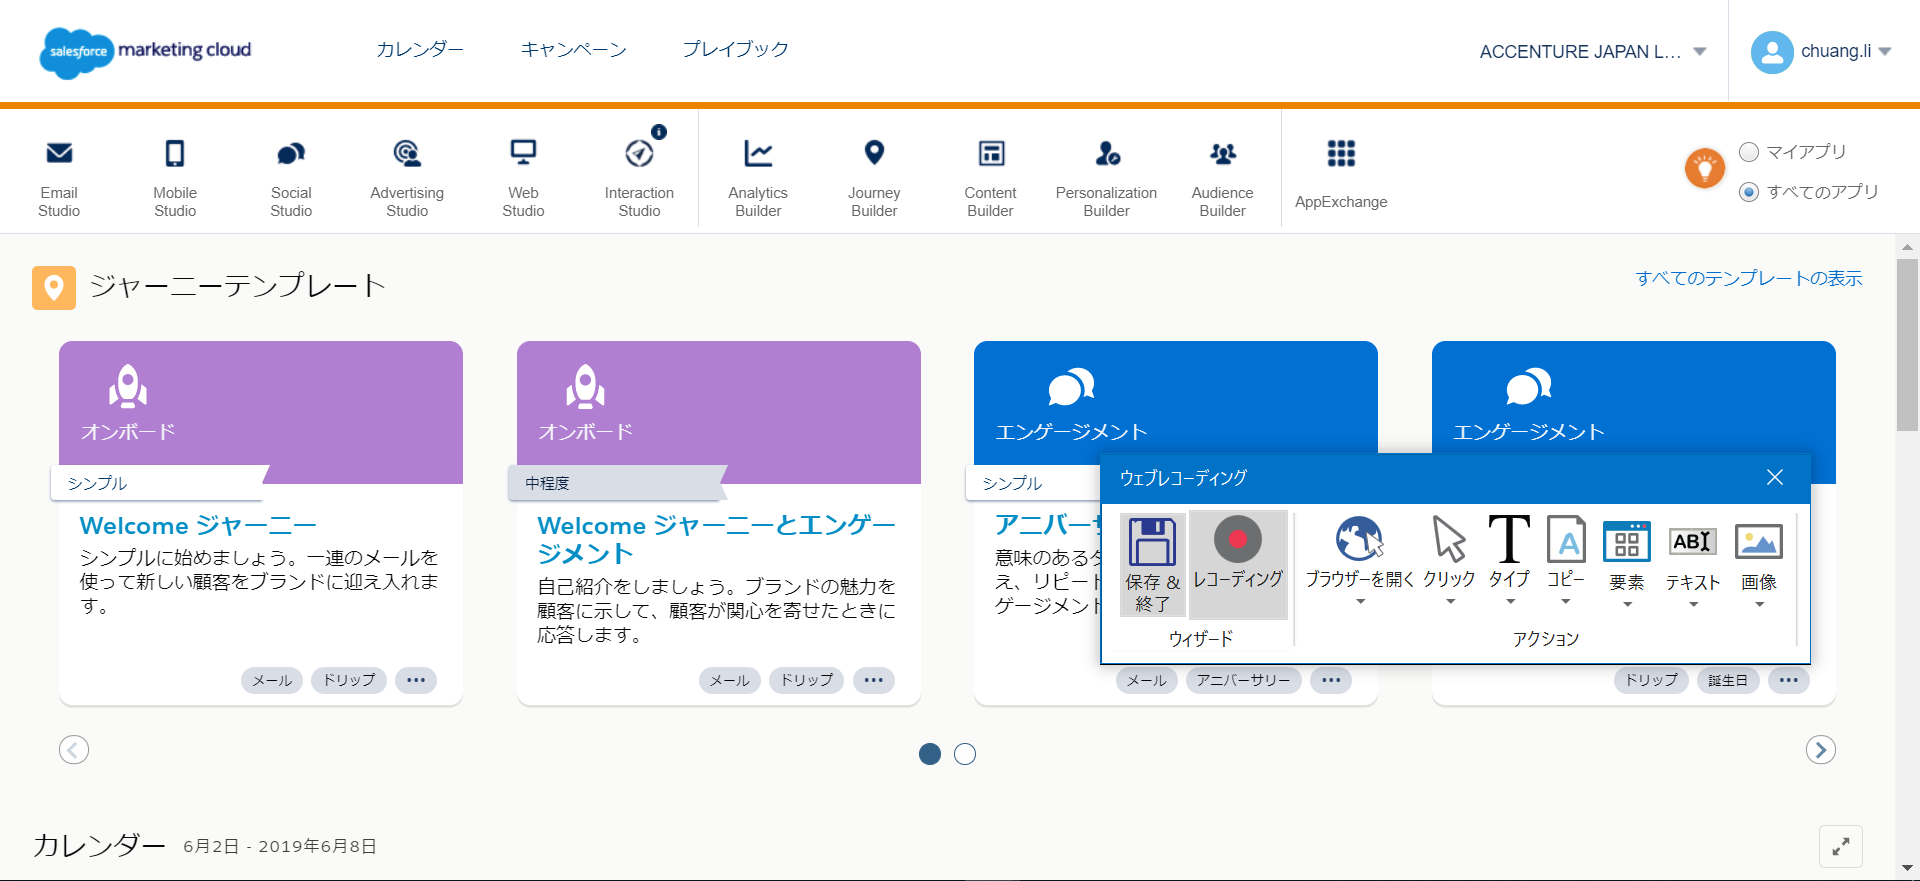 salesforce marketing cloud
カレンダー
キャンペーン
プレイブック
ACCENTURE JAPAN L...
chuang.li
Email
Studio
Mobile
Studio
Social
Studio
Advertising
Studio
Web
Studio
Interaction
Studio
Analytics
Builder
Journey
Builder
Content
Builder
Personalization
Builder
Audience
Builder
AppExchange
マイアプリ
すべてのアプリ
ジャーニーテンプレート
すべてのテンプレートの表示
オンボード
シンプル
Welcome ジャーニー
シンプルに始めましょう。一連のメールを
使って新しい顧客をブランドに迎え入れま
す。
メール
ドリップ
•••
オンボード
中程度
Welcome ジャーニーとエンゲー
ジメント
自己紹介をしましょう。ブランドの魅力を
顧客に示して、顧客が関心を寄せたときに
応答します。
メール
ドリップ
•••
エンゲージメント
シンプル
アニバー
意味のある
え、リピート
ゲージメント
メール
アニバーサリー
•••
エンゲージメント
ドリップ
誕生日
•••
ウェブレコーディング
保存 &
終了
レコーディング
ウィザード
ブラウザーを開く
クリック
T
タイプ
A
コピー
要素
ABI
テキスト
画像
アクション
カレンダー
6月2日 - 2019年6月8日